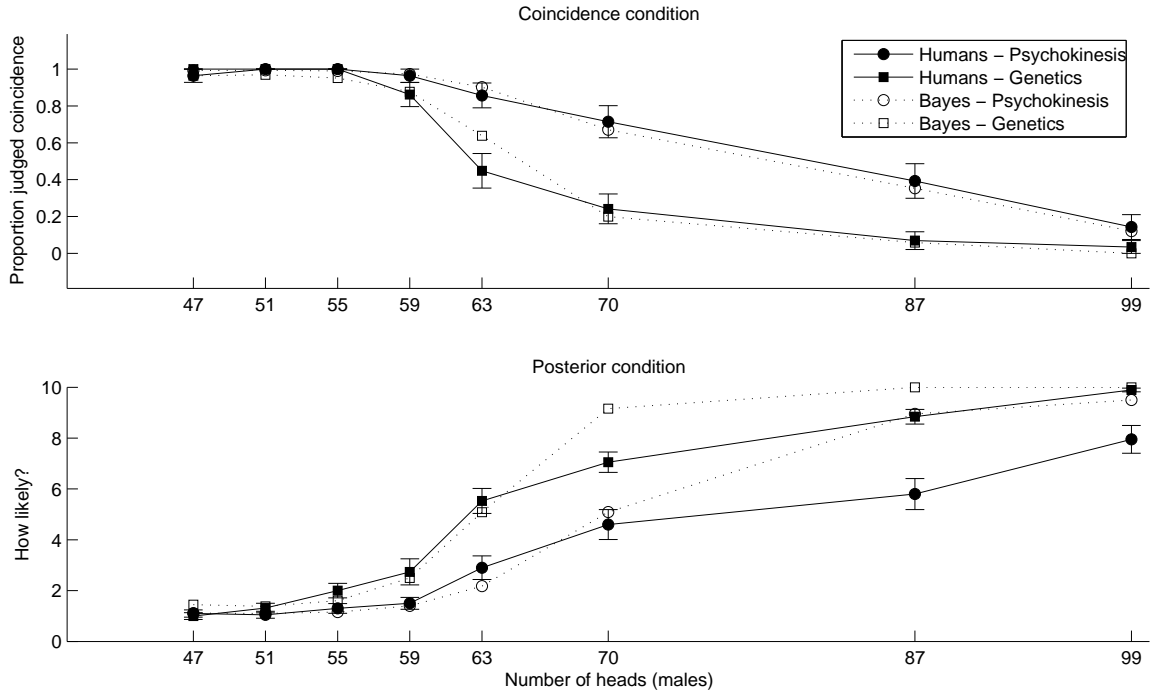 Coincidence condition
Proportion judged coincidence
1
0.8
0.6
0.4
0.2
0
47 51 55 59 63 70 87 99
Humans – Psychokinesis
Humans – Genetics
Bayes – Psychokinesis
Bayes – Genetics
Posterior condition
How likely?
10
8
6
4
2
0
47 51 55 59 63 70 87 99
Number of heads (males)